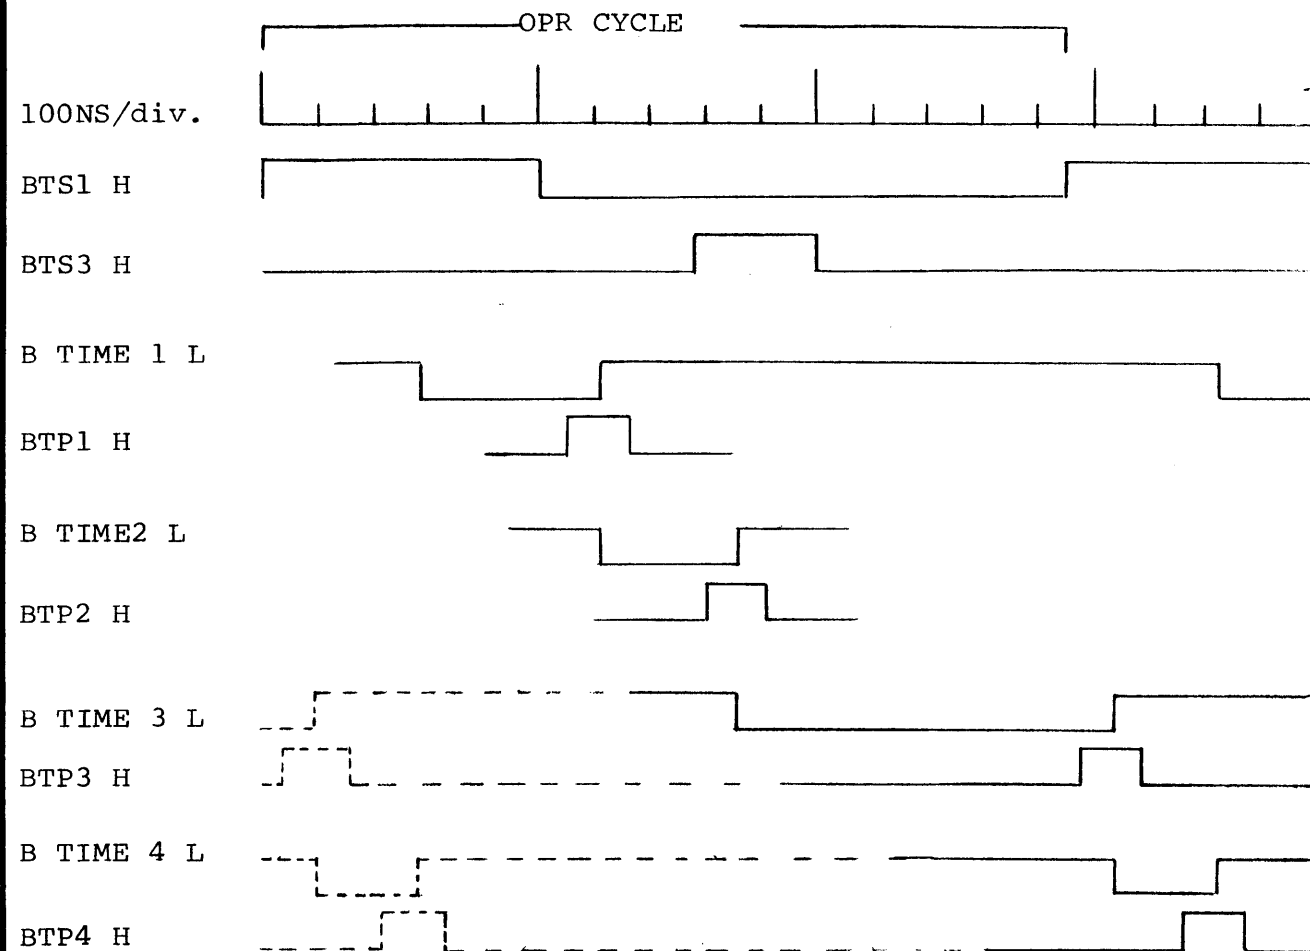 OPR CYCLE
100NS/div.
BTS1 H
BTS3 H
B TIME 1 L
BTP1 H
B TIME2 L
BTP2 H
B TIME 3 L
BTP3 H
B TIME 4 L
BTP4 H